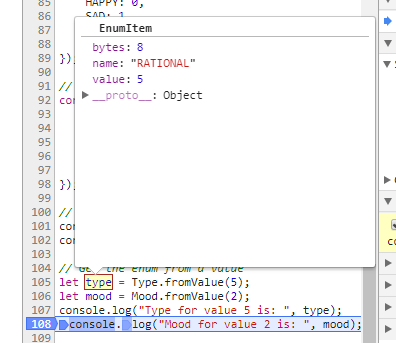 85 HAPPY: 0,
86 SAD: 1
87
88
89 });
90
91 //
92 con
93
94
95
96
97
98 });
99
100 //
101 con
102 con
103
104 // Get the enum from a value
105 let type = Type.fromValue(5);
106 let mood = Mood.fromValue(2);
107 console.log("Type for value 5 is: ", type);
108 console.log("Mood for value 2 is: ", mood);
EnumItem
bytes: 8
name: "RATIONAL"
value: 5
__proto__: Object